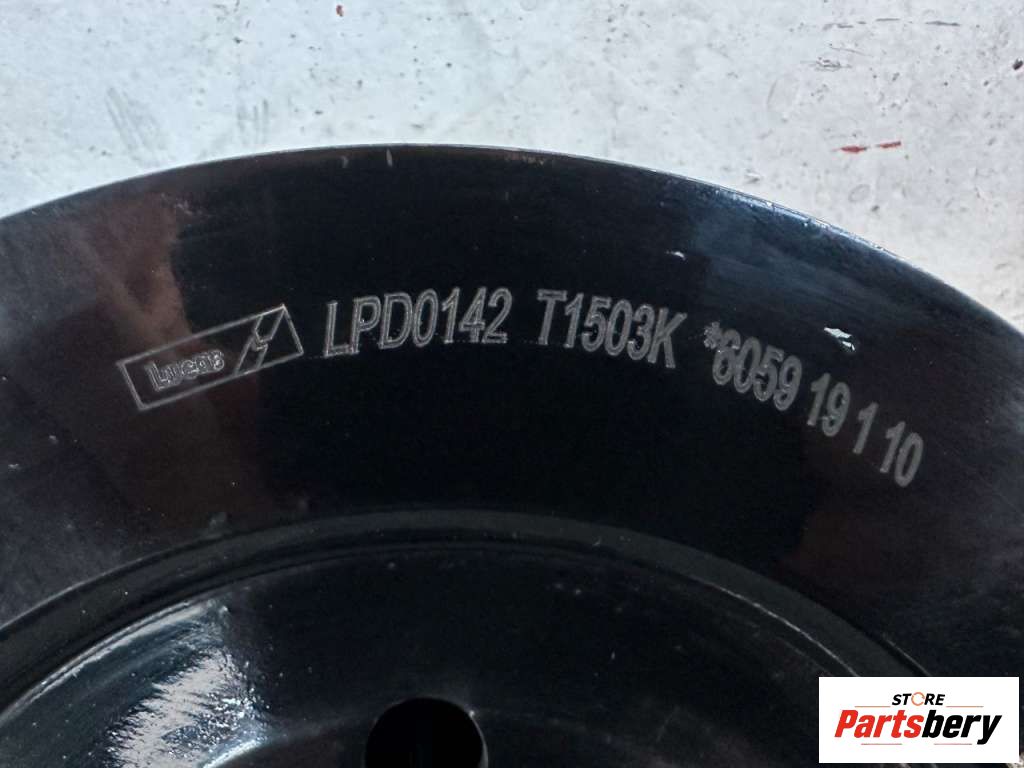 Lucas LPD0142 T1503K *6059 19 1 10
STORE
Partsbery